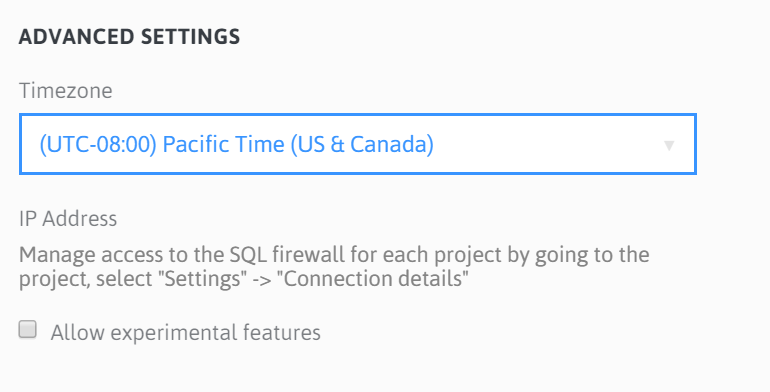 ADVANCED SETTINGS
Timezone
(UTC-08:00) Pacific Time (US & Canada)
IP Address
Manage access to the SQL firewall for each project by going to the
project, select "Settings" -> "Connection details"
Allow experimental features